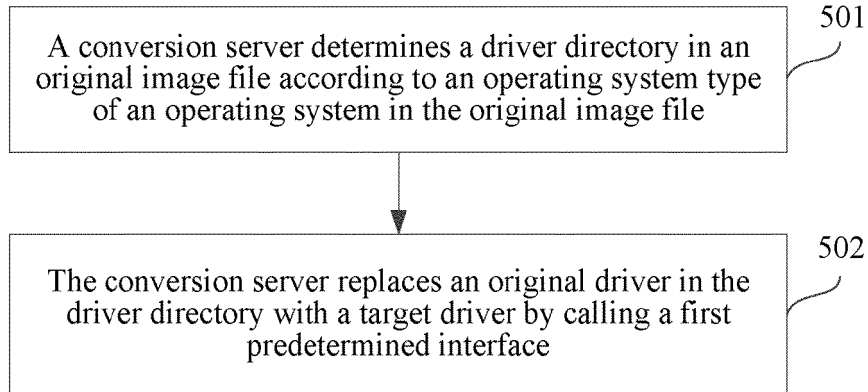 501
A conversion server determines a driver directory in an
original image file according to an operating system type
of an operating system in the original image file
502
The conversion server replaces an original driver in the
driver directory with a target driver by calling a first
predetermined interface